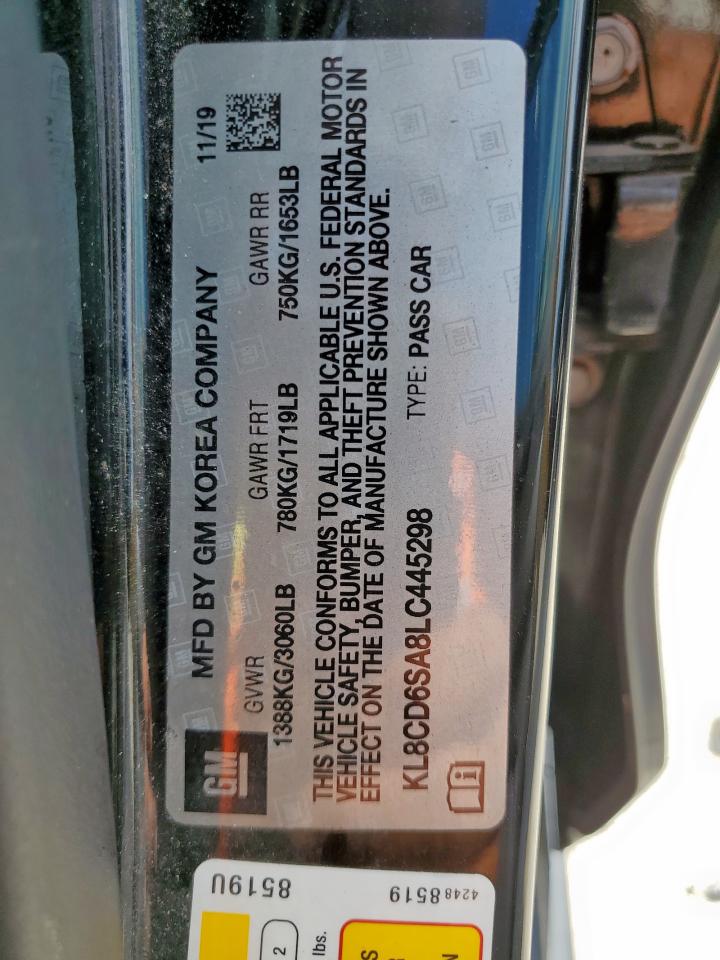 GM
MFD BY GM KOREA COMPANY 11/19
GVWR GAWR FRT GAWR RR
1388KG/3060LB 780KG/1719LB 750KG/1653LB
THIS VEHICLE CONFORMS TO ALL APPLICABLE U.S. FEDERAL MOTOR
VEHICLE SAFETY, BUMPER, AND THEFT PREVENTION STANDARDS IN
EFFECT ON THE DATE OF MANUFACTURE SHOWN ABOVE.
KL8CD6SA8LC445298 TYPE: PASS CAR
i
8519U
42488519
2
lbs.